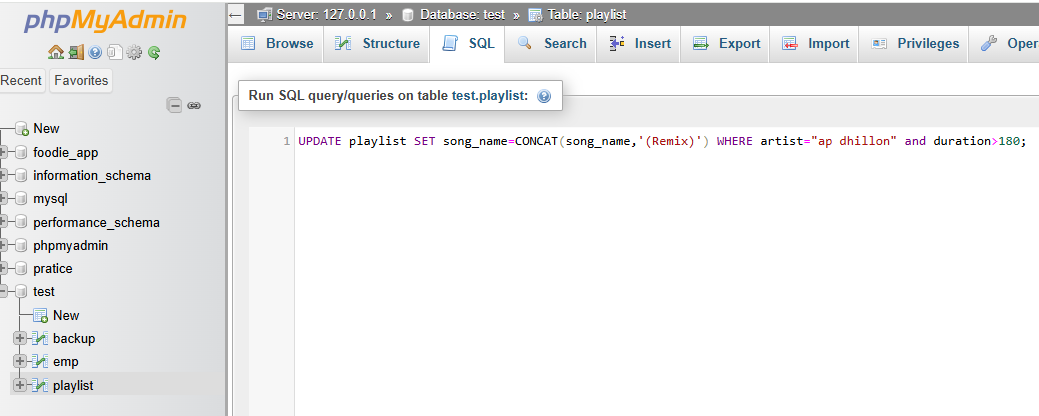 phpMyAdmin
Recent Favorites
New
foodie_app
information_schema
mysql
performance_schema
phpmyadmin
pratice
test
New
backup
emp
playlist
Server: 127.0.0.1 » Database: test » Table: playlist
Browse Structure SQL Search Insert Export Import Privileges Oper
Run SQL query/queries on table test.playlist:
1 UPDATE playlist SET song_name=CONCAT(song_name,'(Remix)') WHERE artist="ap dhillon" and duration>180;